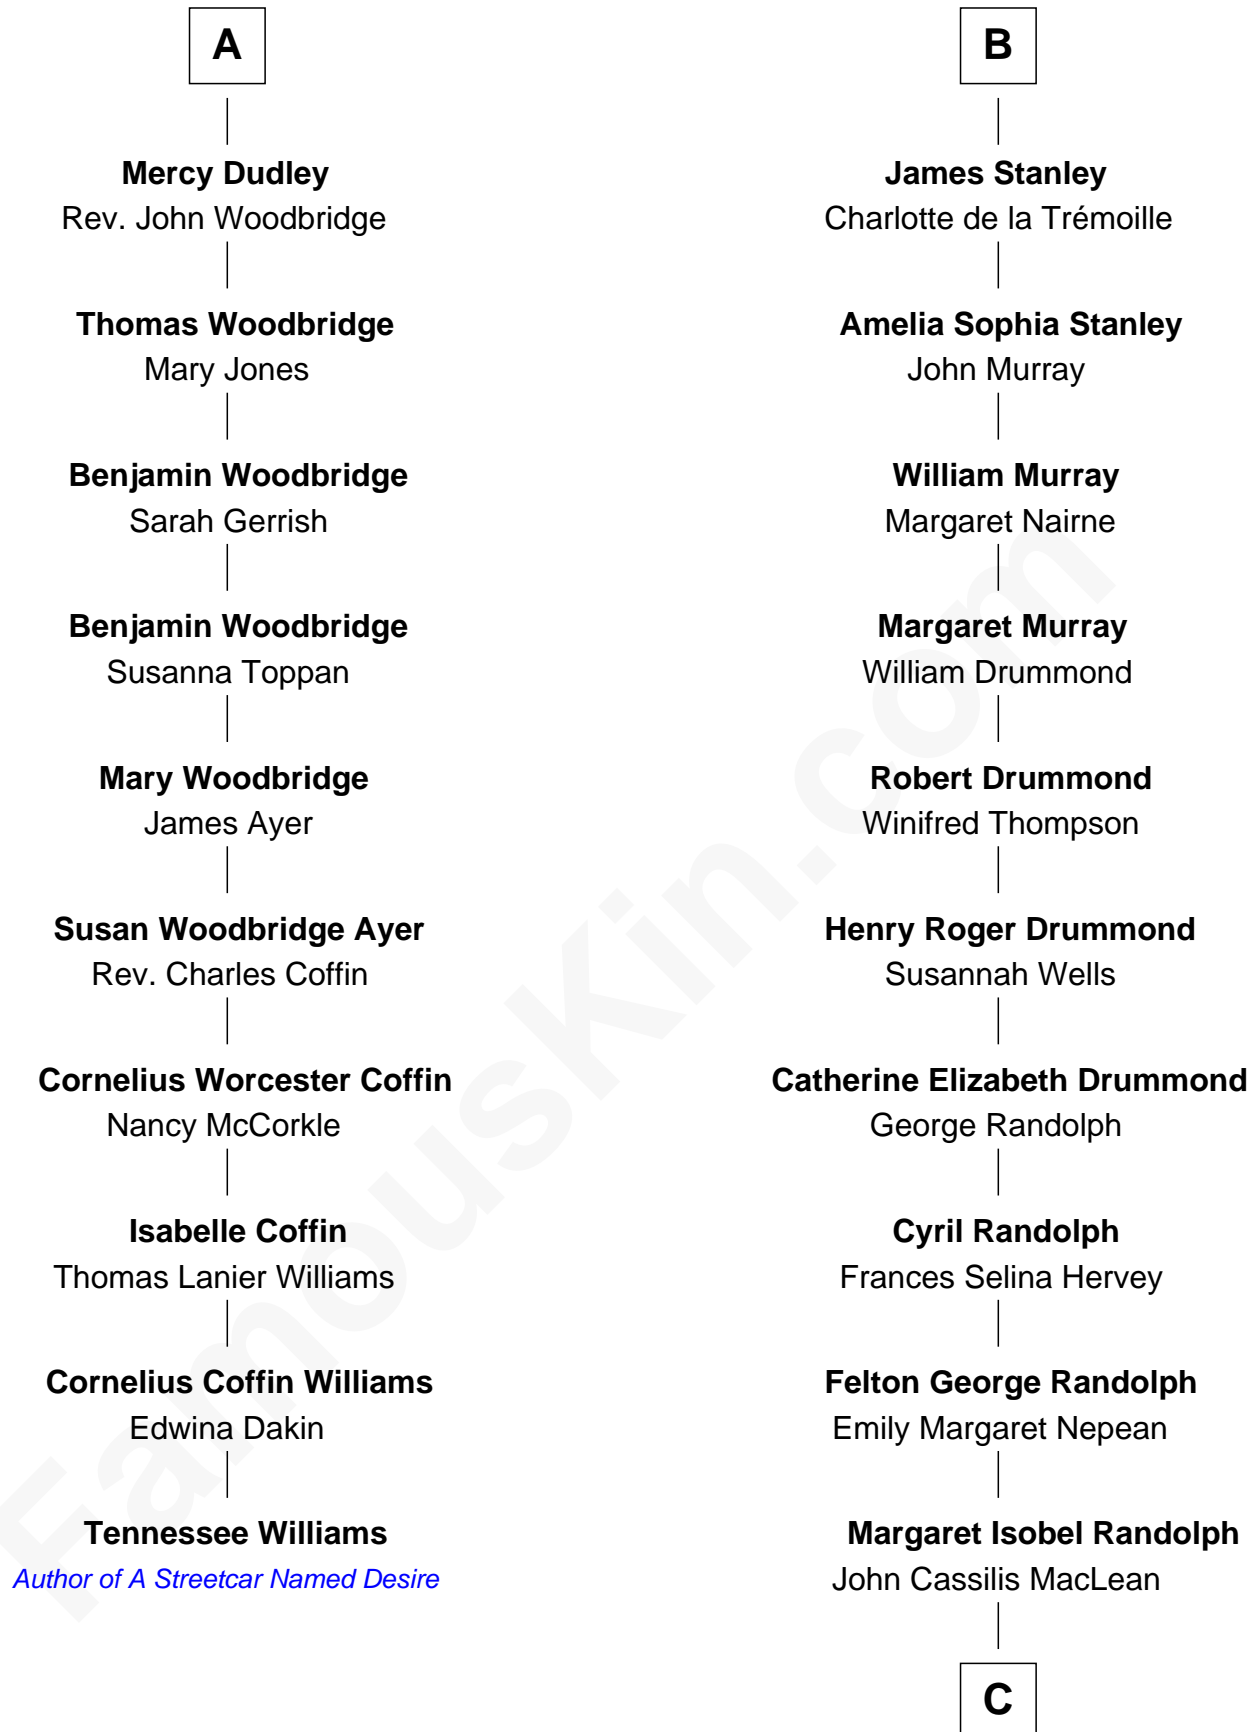 A
Mercy Dudley
Rev. John Woodbridge
Thomas Woodbridge
Mary Jones
Benjamin Woodbridge
Sarah Gerrish
Benjamin Woodbridge
Susanna Toppan
Mary Woodbridge
James Ayer
Susan Woodbridge Ayer
Rev. Charles Coffin
Cornelius Worcester Coffin
Nancy McCorkle
Isabelle Coffin
Thomas Lanier Williams
Cornelius Coffin Williams
Edwina Dakin
Tennessee Williams
Author of A Streetcar Named Desire
B
James Stanley
Charlotte de la Trémoille
Amelia Sophia Stanley
John Murray
William Murray
Margaret Nairne
Margaret Murray
William Drummond
Robert Drummond
Winifred Thompson
Henry Roger Drummond
Susannah Wells
Catherine Elizabeth Drummond
George Randolph
Cyril Randolph
Frances Selina Hervey
Felton George Randolph
Emily Margaret Nepean
Margaret Isobel Randolph
John Cassilis MacLean
C
FamousKin.com